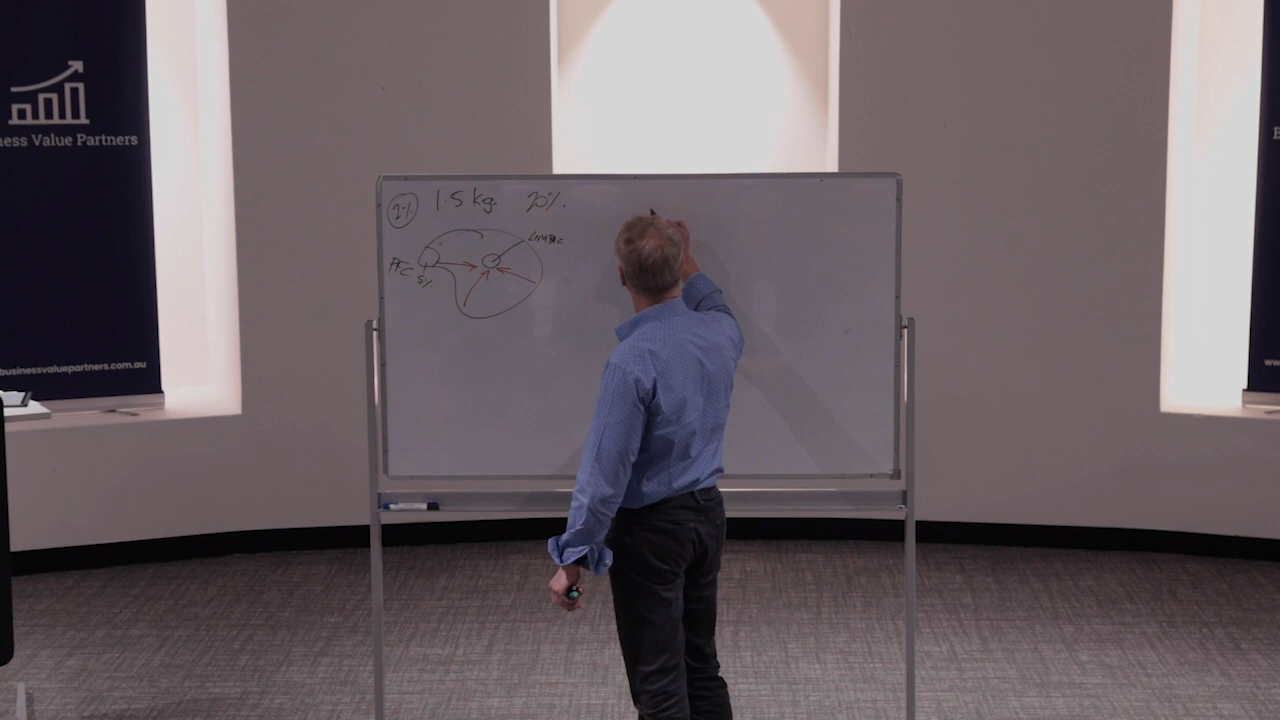 ness Value Partners
businessvaluepartners.com.au
2% 1.5 kg. 20%.
LIMBIC
PFC
5%